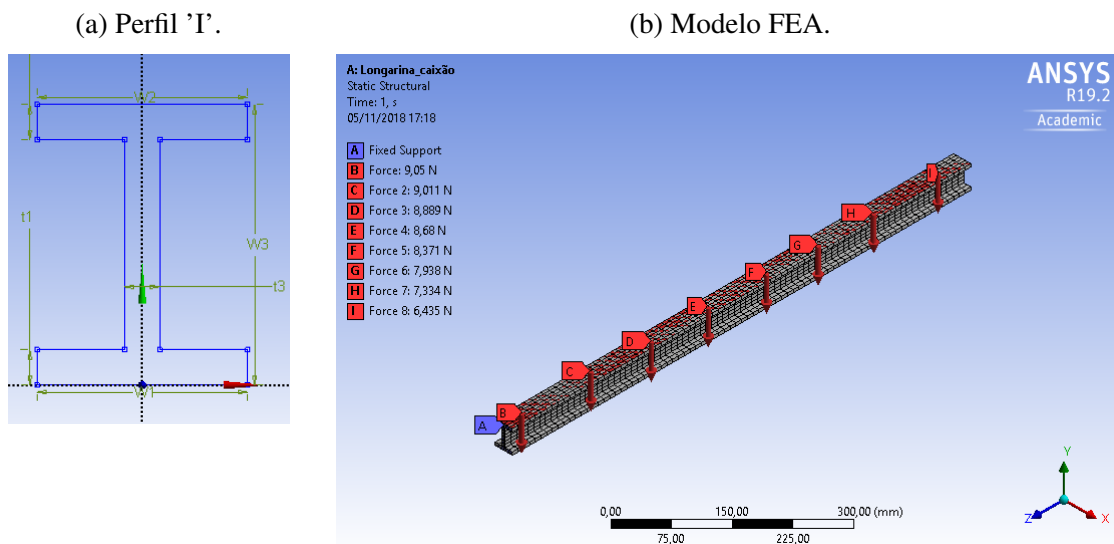 (a) Perfil ’I’.
W2
t1
W3
t3
W1
(b) Modelo FEA.
A: Longarina_caixão
Static Structural
Time: 1, s
05/11/2018 17:18
A Fixed Support
B Force: 9,05 N
C Force 2: 9,011 N
D Force 3: 8,889 N
E Force 4: 8,68 N
F Force 5: 8,371 N
G Force 6: 7,938 N
H Force 7: 7,334 N
I Force 8: 6,435 N
ANSYS
R19.2
Academic
I
H
G
F
E
D
C
B
A
0,00 150,00 300,00 (mm)
75,00 225,00
Y
Z X